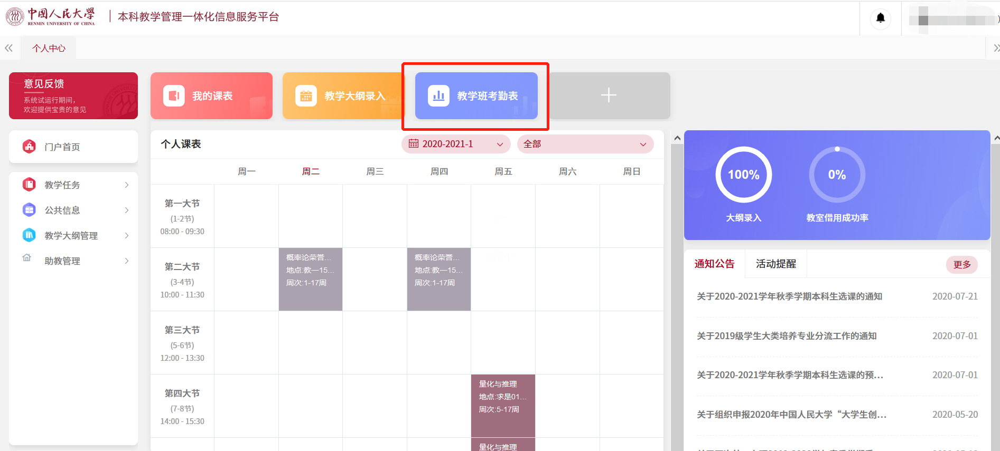 中国人民大学
RENMIN UNIVERSITY OF CHINA
本科教学管理一体化信息服务平台
)
个人中心
意见反馈
系统试运行期间，
欢迎提供宝贵的意见
我的课表
教学大纲录入
教学班考勤表
门户首页
教学任务
公共信息
教学大纲管理
助教管理
个人课表
2020-2021-1
全部
周一
周二
周三
周四
周五
周六
周日
第一大节
(1-2节)
08:00 - 09:30
第二大节
(3-4节)
10:00 - 11:30
概率论荣誉...
地点:教一15...
周次:1-17周
概率论荣誉...
地点:教一15...
周次:1-17周
第三大节
(5-6节)
12:00 - 13:30
第四大节
(7-8节)
14:00 - 15:30
量化与推理
地点:求是01...
周次:5-17周
量化与推理
100%
大纲录入
0%
教室借用成功率
通知公告
活动提醒
更多
关于2020-2021学年秋季学期本科生选课的通知
2020-07-21
关于2019级学生大类培养专业分流工作的通知
2020-07-01
关于2020-2021学年秋季学期本科生选课的预...
2020-07-01
关于组织申报2020年中国人民大学“大学生创...
2020-05-20